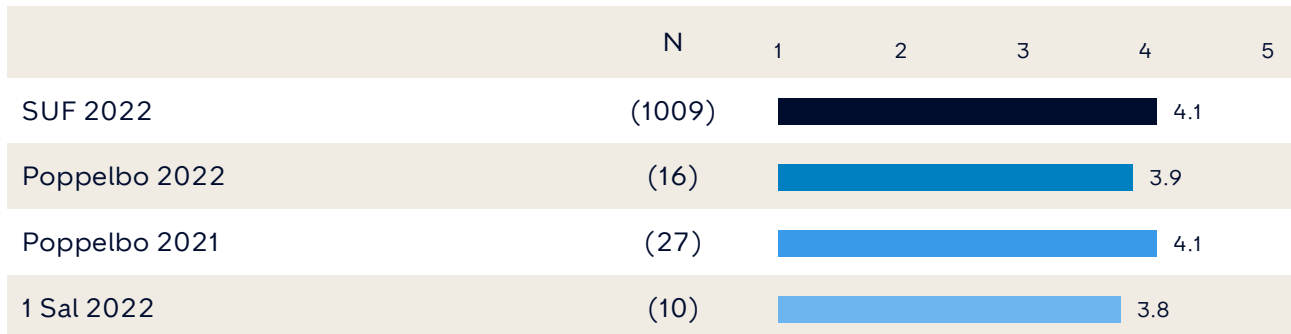 N 1 2 3 4 5
SUF 2022 (1009) 4.1
Poppelbo 2022 (16) 3.9
Poppelbo 2021 (27) 4.1
1 Sal 2022 (10) 3.8